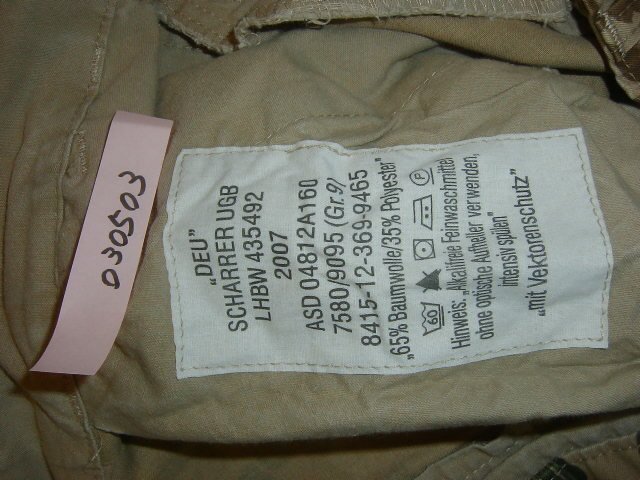 030503
"DEU"
SCHARRER UGB
LHBW 435492
2007
ASD 04812A160
7580/9095 (Gr.9)
8415-12-369-9465
„65% Baumwolle/35% Polyester"
60 P
Hinweis: „Alkalifreie Feinwaschmittel
ohne optische Aufheller verwenden,
intensiv spülen"
„mit Vektorenschutz"